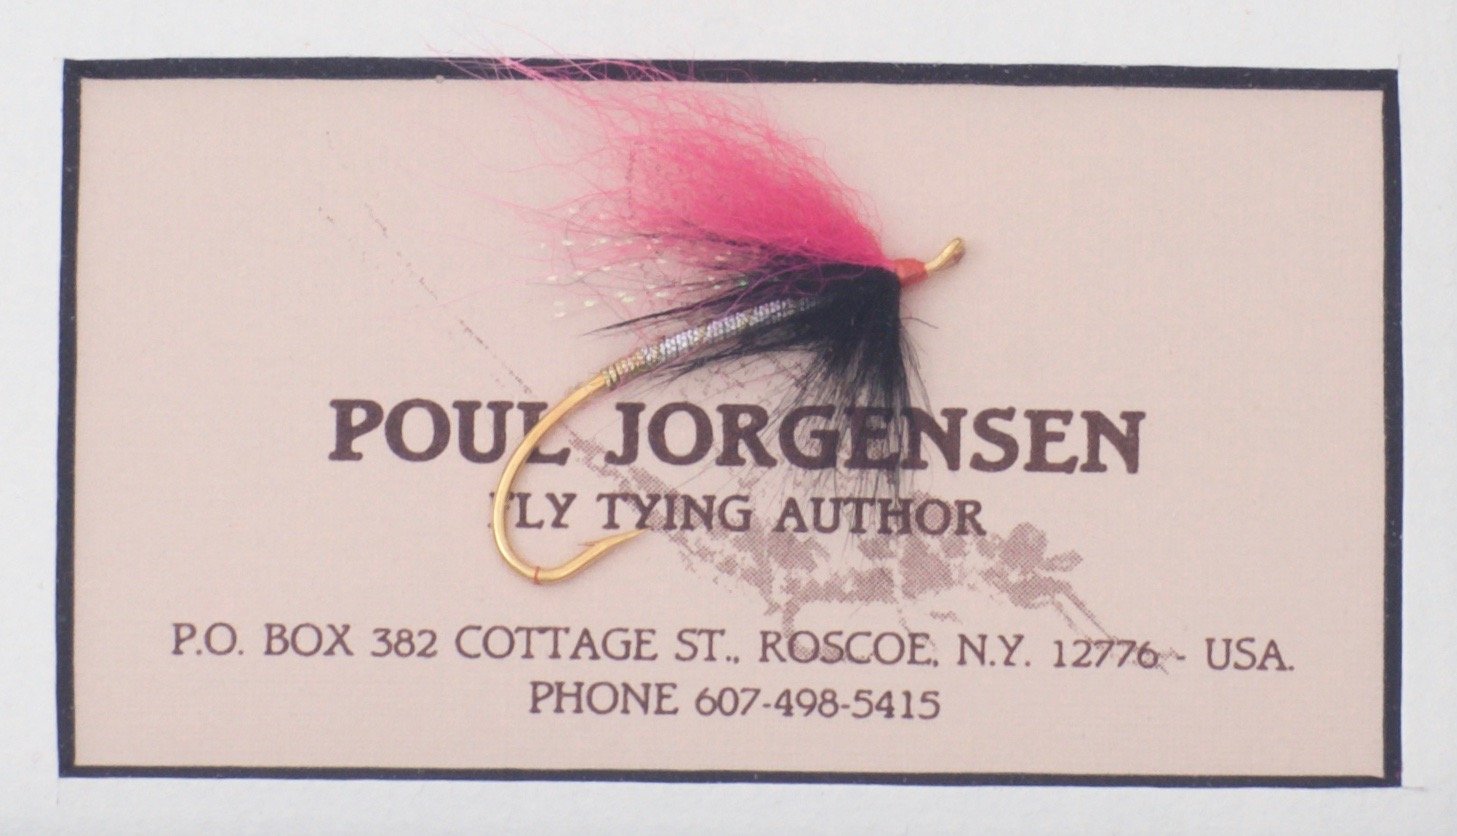 POUL JORGENSEN
FLY TYING AUTHOR
P.O. BOX 382 COTTAGE ST., ROSCOE, N.Y. 12776 - USA.
PHONE 607-498-5415